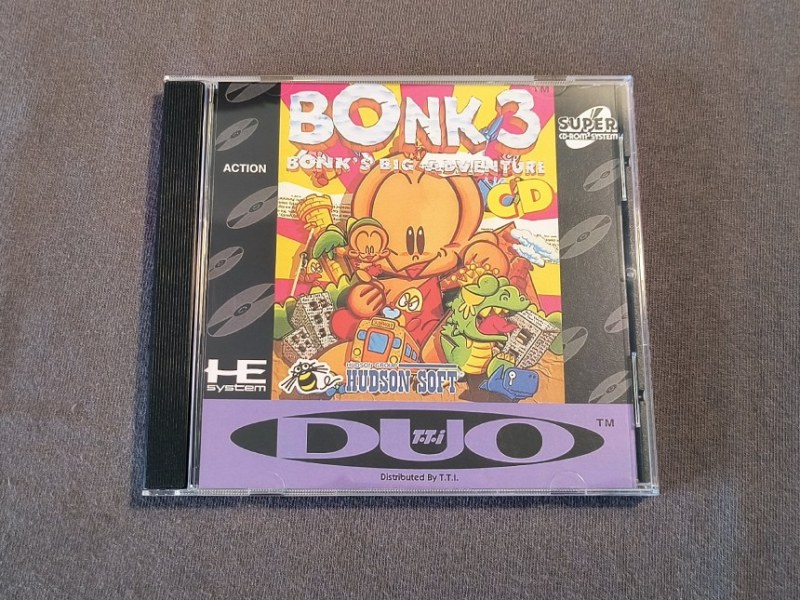 BONK 3 ™
BONK'S BIG ADVENTURE
CD
SUPER
CD-ROM² SYSTEM
ACTION
HE
system
HUDSON SOFT
DUO ™
T.T.i
Distributed By T.T.I.